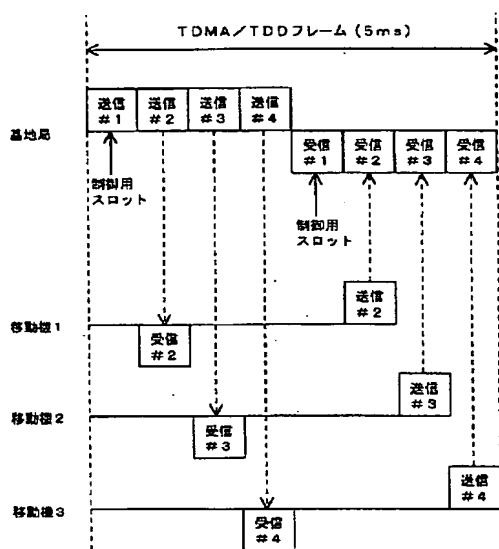 TDMA/TDDフレーム(5ms)
送信
#1
送信
#2
送信
#3
送信
#4
基地局
受信
#1
受信
#2
受信
#3
受信
#4
制御用
スロット
制御用
スロット
送信
#2
移動機1
受信
#2
送信
#3
移動機2
受信
#3
送信
#4
移動機3
受信
#4